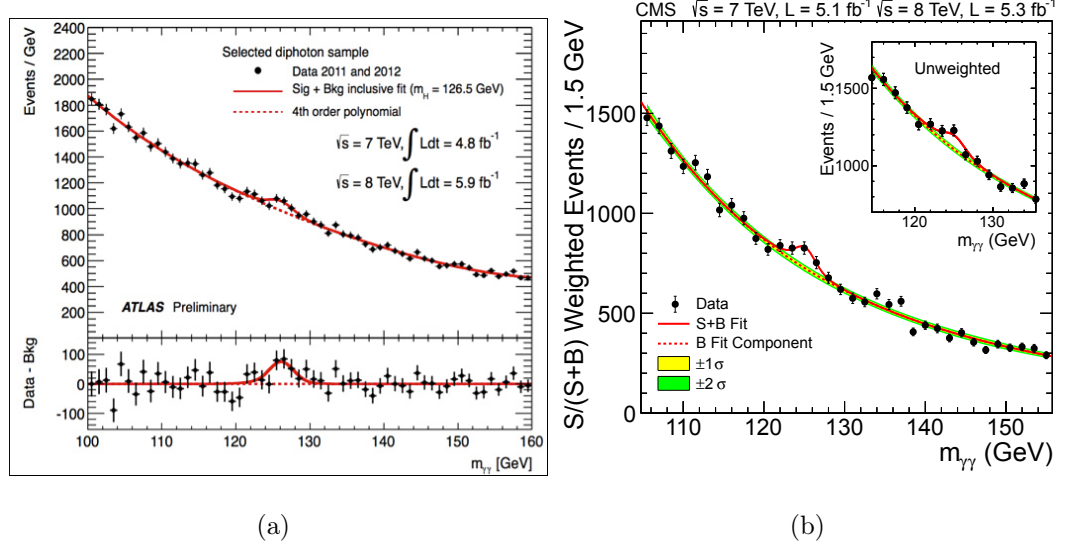 2400
2200
2000
1800
1600
1400
1200
1000
800
600
400
200
Events / GeV
Selected diphoton sample
Data 2011 and 2012
Sig + Bkg inclusive fit (mH = 126.5 GeV)
4th order polynomial
√s = 7 TeV, ∫ Ldt = 4.8 fb-1
√s = 8 TeV, ∫ Ldt = 5.9 fb-1
ATLAS Preliminary
100
0
-100
Data - Bkg
100 110 120 130 140 150 160
mγγ [GeV]
(a)
CMS √s = 7 TeV, L = 5.1 fb-1 √s = 8 TeV, L = 5.3 fb-1
S/(S+B) Weighted Events / 1.5 GeV
1500
1000
500
0
Unweighted
Events / 1.5 GeV
1500
1000
120 130
mγγ (GeV)
Data
S+B Fit
B Fit Component
±1σ
±2 σ
110 120 130 140 150
mγγ (GeV)
(b)